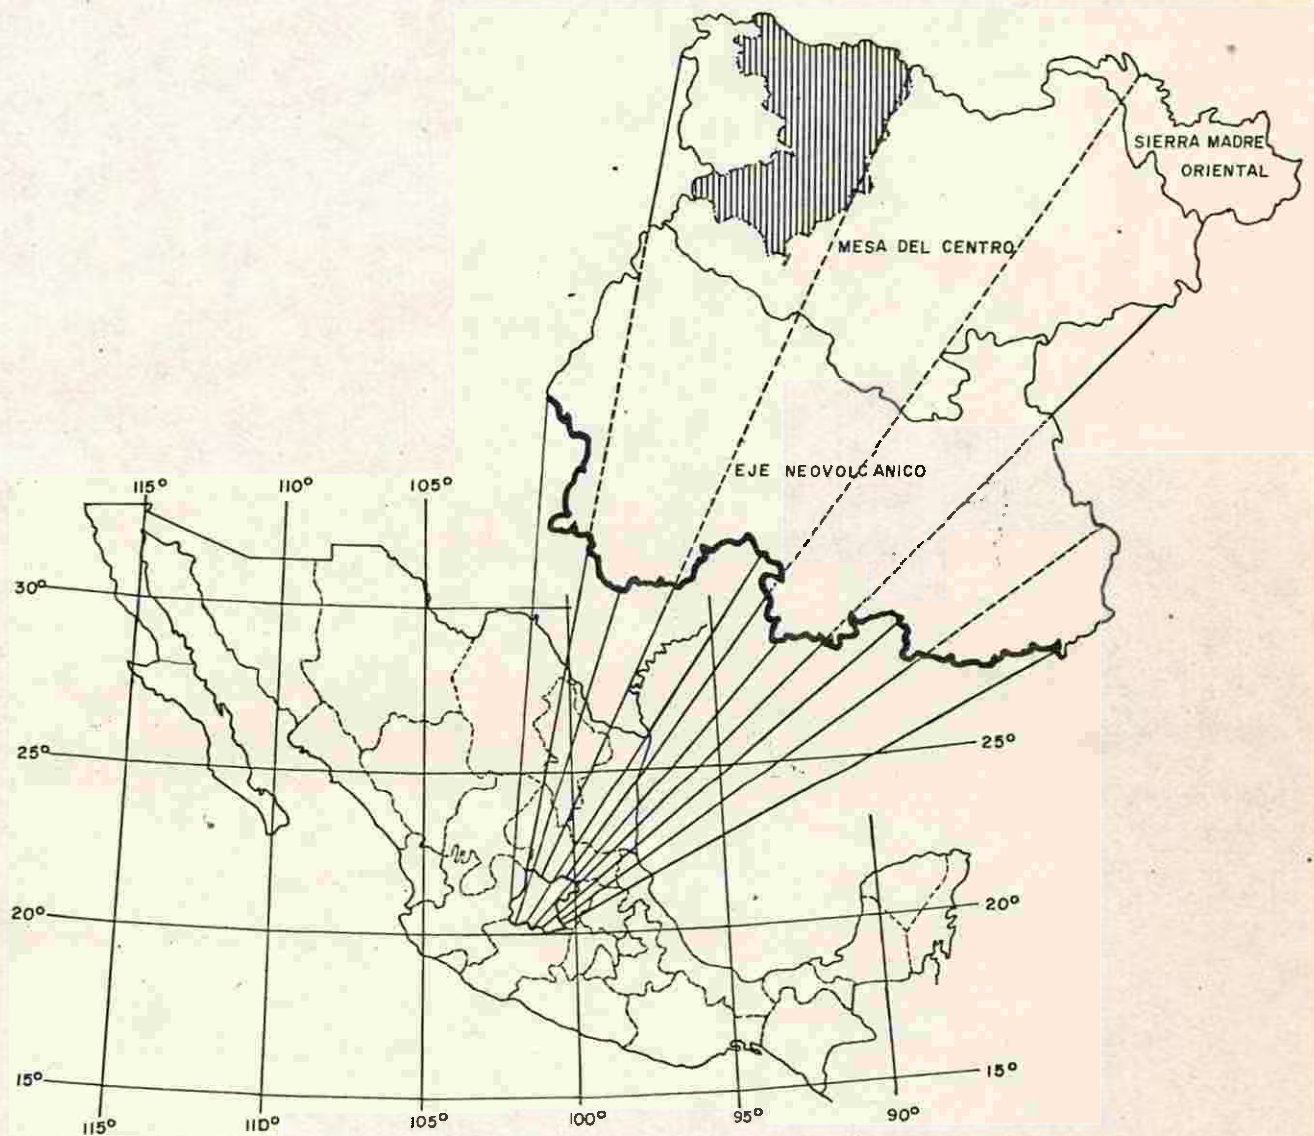 SIERRA MADRE
ORIENTAL
MESA DEL CENTRO
EJE NEOVOLCANICO
115° 110° 105°
30°
25° 25°
20° 20°
15° 15°
115° 110° 105° 100° 95° 90°